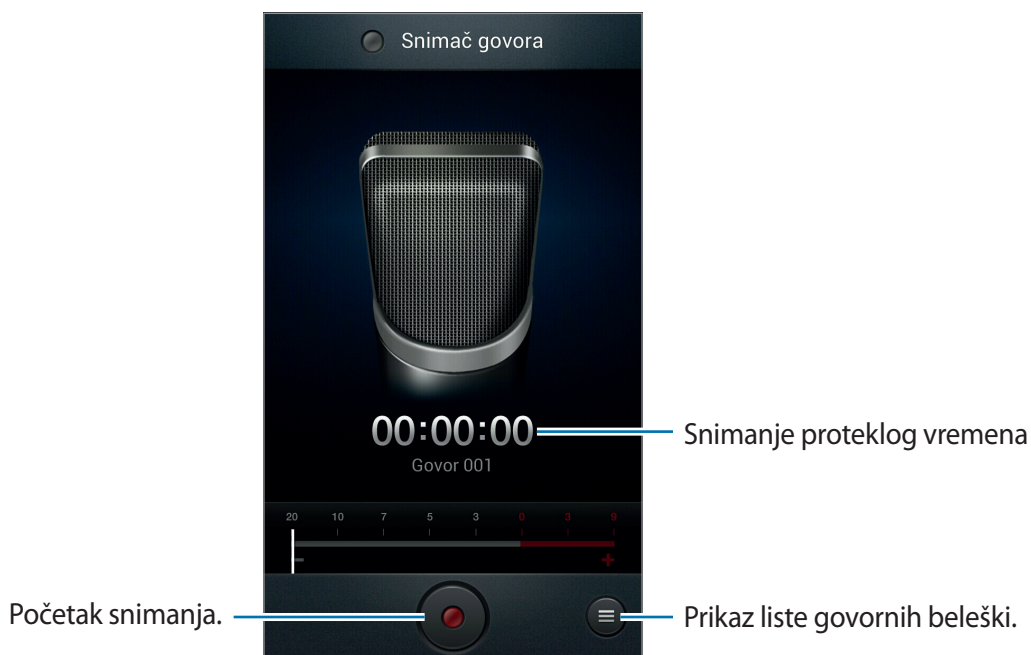 Snimač govora
00:00:00
Snimanje proteklog vremena
Govor 001
20 10 7 5 3 0 3 9
− +
Početak snimanja.
Prikaz liste govornih beleški.